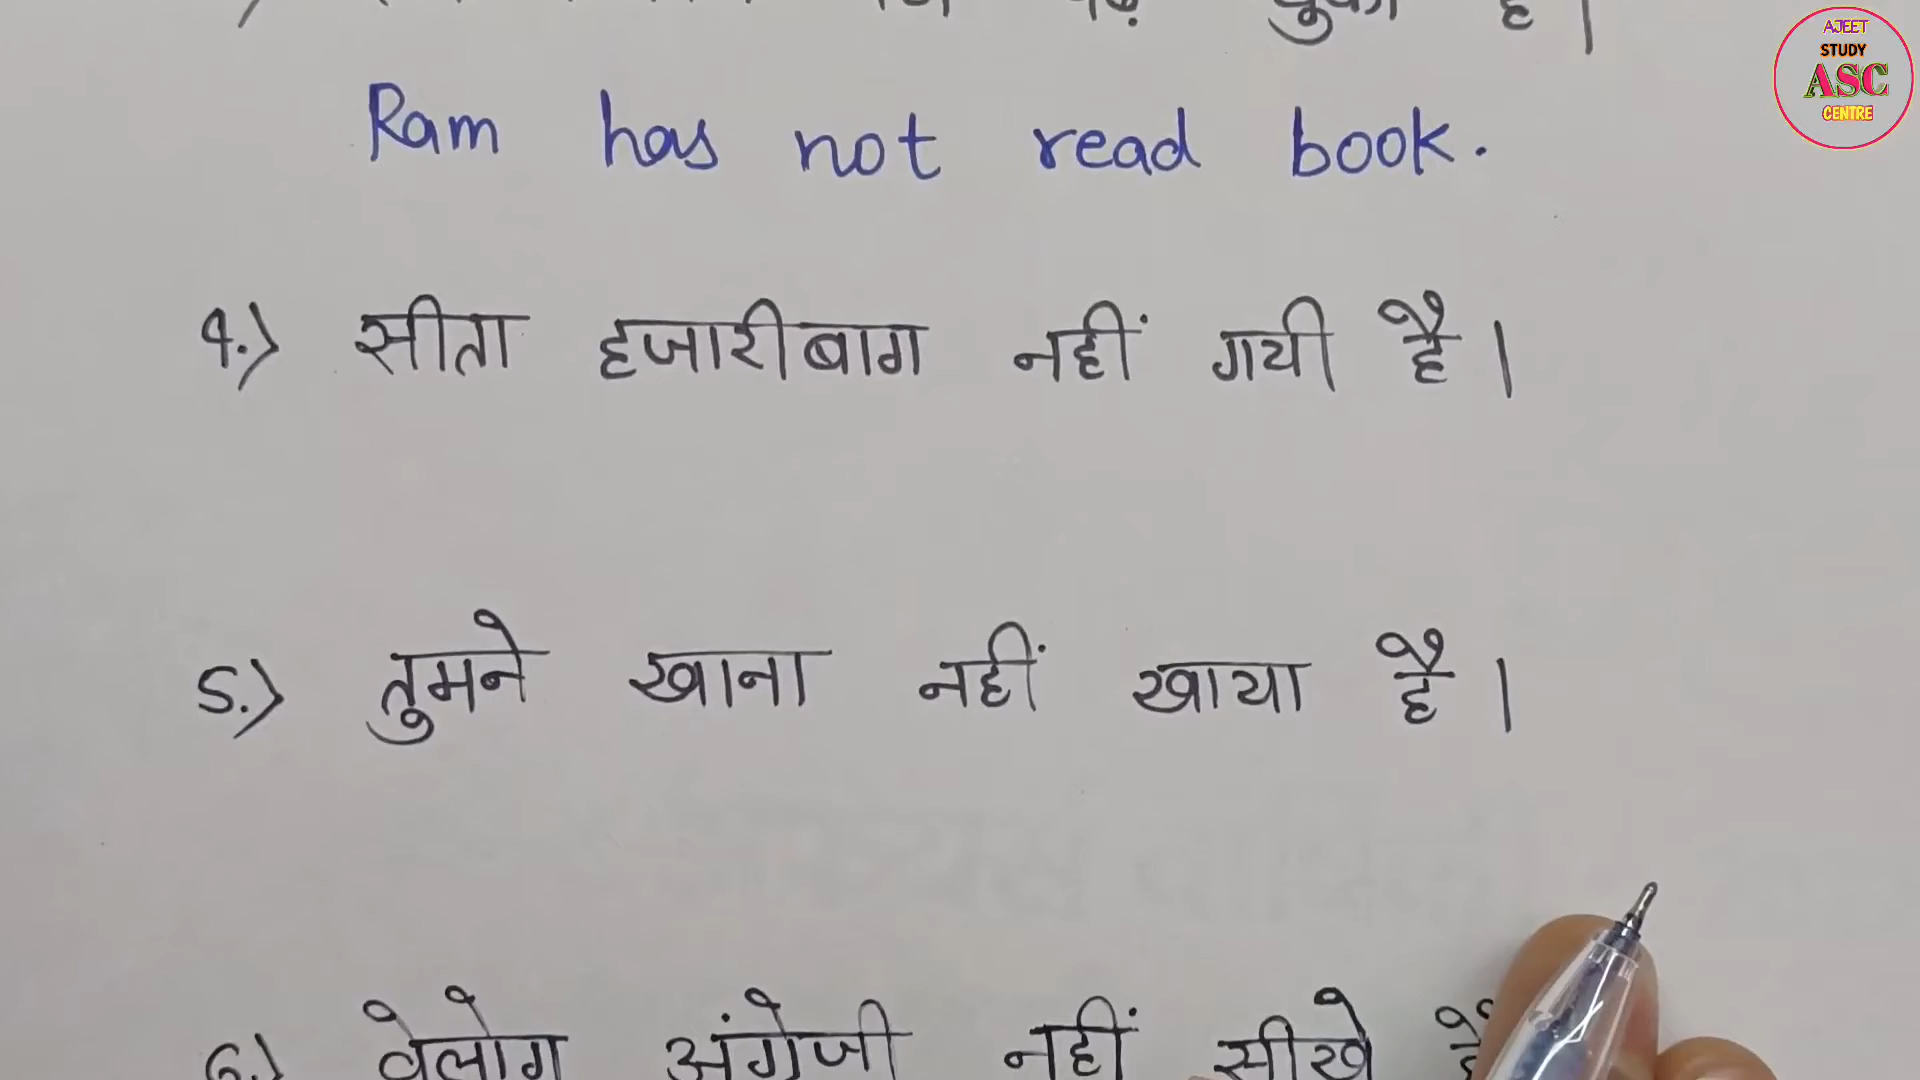 है।
Ram has not read book.
4.) सीता हजारीबाग नहीं गयी है।
5.) तुमने खाना नहीं खाया है।
6.) वेलोग अंग्रेजी नहीं सीखे
AJEET
STUDY
ASC
CENTRE